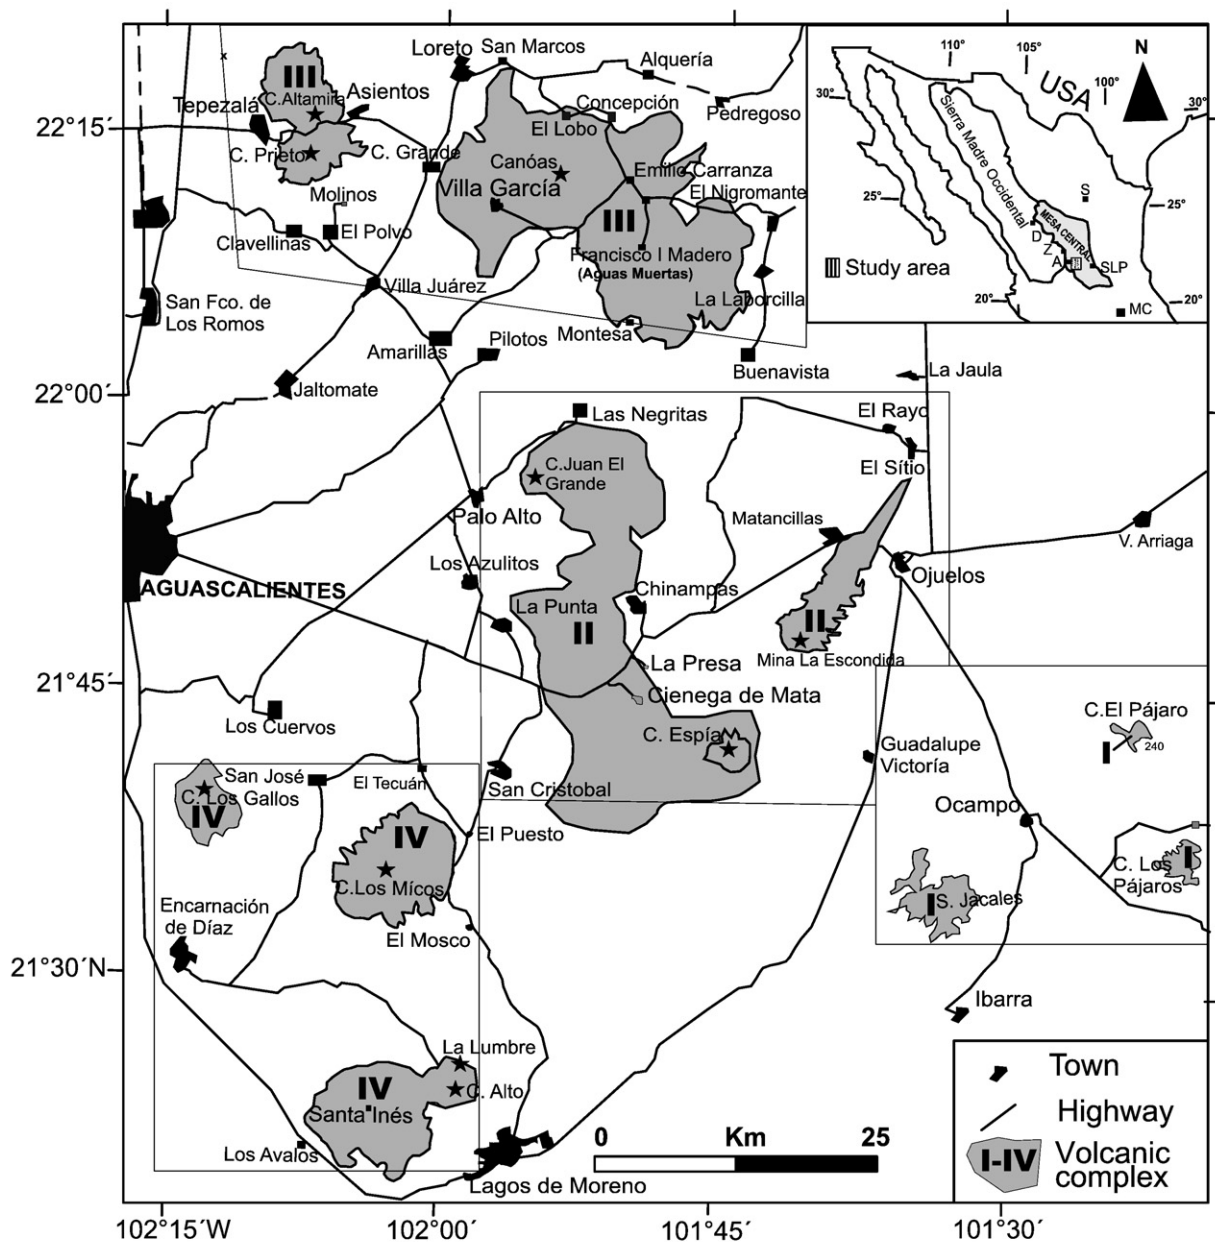 Loreto
San Marcos
Alquería
III
C.Altamira
Asientos
Tepezalá
22°15´
C. Prieto
C. Grande
Molinos
Concepción
Pedregoso
El Lobo
Canóas
Villa García
Emilio Carranza
El Nigromante
III
Francisco I Madero
(Aguas Muertas)
La Laborcilla
Montesa
Clavellinas
El Polvo
Villa Juárez
San Fco. de
Los Romos
Amarillas
Pilotos
Buenavista
Jaltomate
22°00´
110°
105°
N
USA
100°
30°
30°
Sierra Madre Occidental
25°
25°
S
MESA CENTRAL
D
Z
A
SLP
Study area
20°
20°
MC
La Jaula
El Rayo
El Sítio
Las Negritas
C.Juan El
Grande
Palo Alto
Matancillas
V. Arriaga
Los Azulitos
Ojuelos
AGUASCALIENTES
La Punta
Chinampas
II
II
Mina La Escondida
La Presa
21°45´
Cienega de Mata
Los Cuervos
C. Espía
C.El Pájaro
I
240
Guadalupe
Victoría
San José
El Tecuán
C. Los Gallos
San Cristobal
Ocampo
IV
IV
El Puesto
C.Los Mícos
C. Los
Pájaros
I
I
S. Jacales
Encarnación
de Díaz
El Mosco
21°30´N
Ibarra
La Lumbre
IV
C. Alto
Santa Inés
Los Avalos
Lagos de Moreno
0
Km
25
Town
Highway
I-IV
Volcanic
complex
102°15´W
102°00´
101°45´
101°30´
x